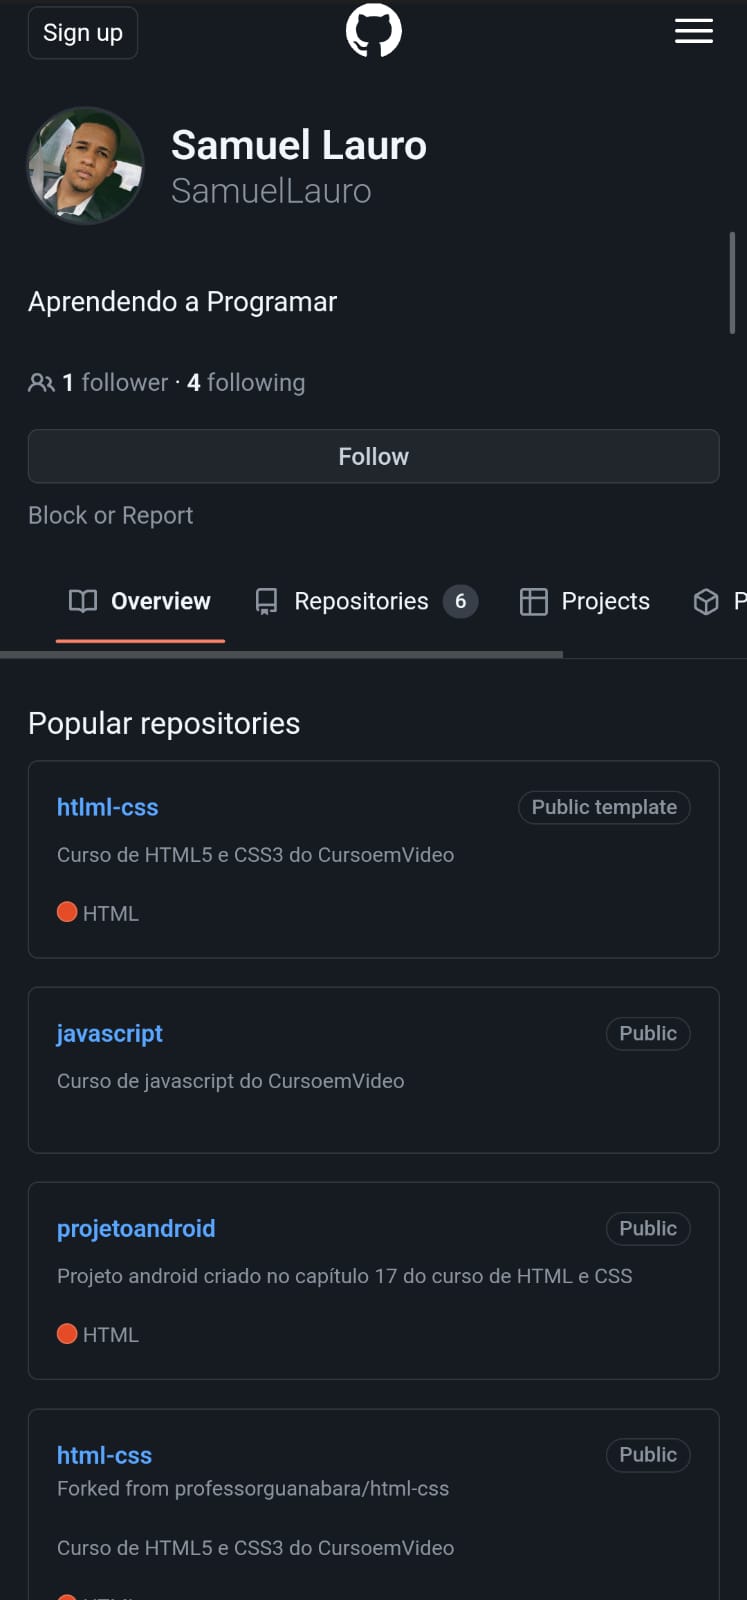 Sign up
Samuel Lauro
SamuelLauro
Aprendendo a Programar
1 follower · 4 following
Follow
Block or Report
Overview Repositories 6 Projects P
Popular repositories
htlml-css Public template
Curso de HTML5 e CSS3 do CursoemVideo
HTML
javascript Public
Curso de javascript do CursoemVideo
projetoandroid Public
Projeto android criado no capítulo 17 do curso de HTML e CSS
HTML
html-css Public
Forked from professorguanabara/html-css
Curso de HTML5 e CSS3 do CursoemVideo